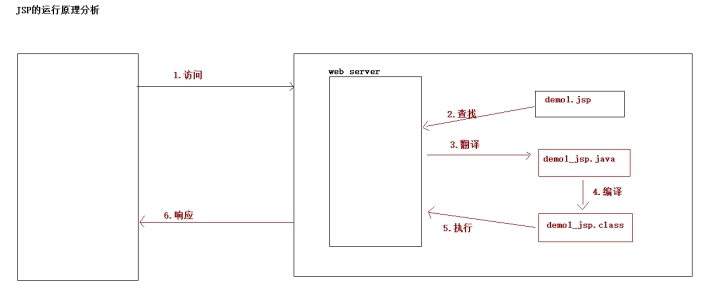 JSP的运行原理分析
1.访问
web server
demo1.jsp
2.查找
3.翻译
demo1_jsp.java
4.编译
6.响应
5.执行
demo1_jsp.class